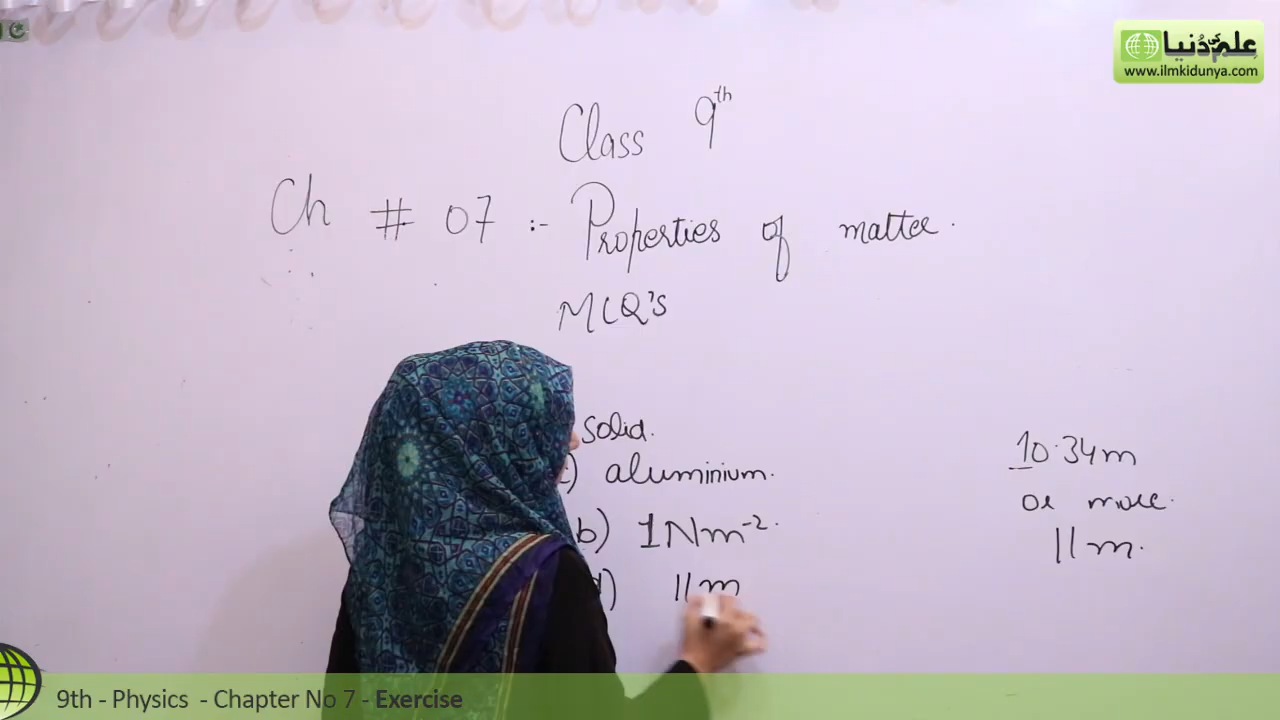 علم کی دنیا
www.ilmkidunya.com
Class 9th
Ch # 07 :- Properties of matter.
MCQ's
solid.
) aluminium.
b) 1Nm⁻².
d) 11m
10.34m
or more.
11m.
9th - Physics - Chapter No 7 - Exercise